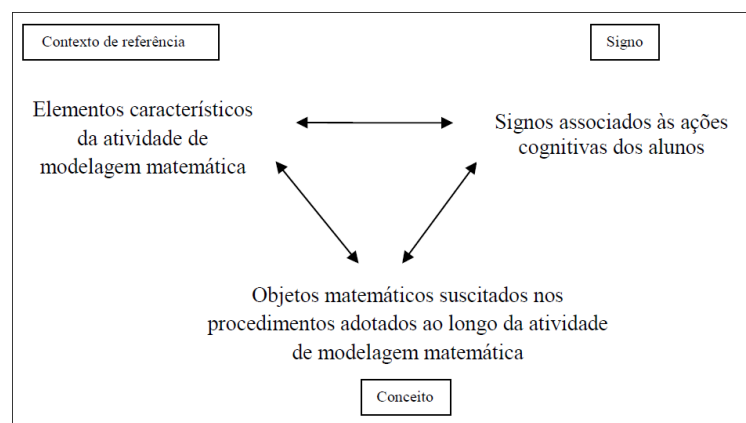 Contexto de referência
Signo
Elementos característicos
da atividade de
modelagem matemática
Signos associados às ações
cognitivas dos alunos
Objetos matemáticos suscitados nos
procedimentos adotados ao longo da atividade
de modelagem matemática
Conceito